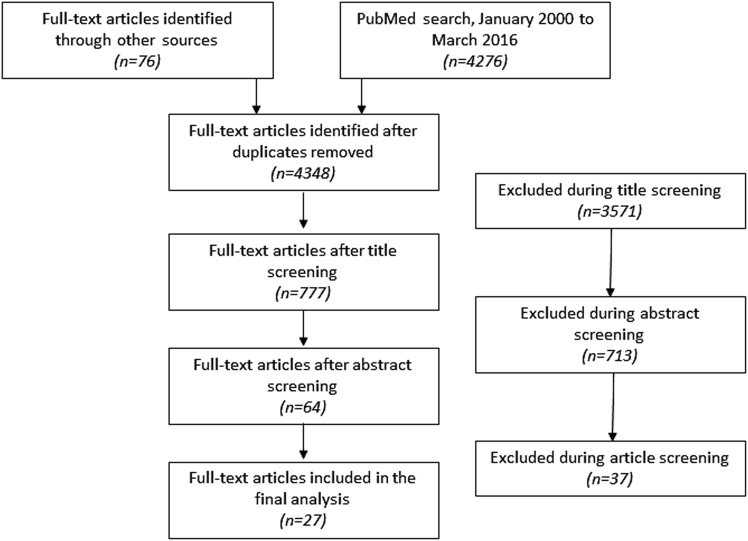 Full-text articles identified
through other sources
(n=76)
PubMed search, January 2000 to
March 2016
(n=4276)
Full-text articles identified after
duplicates removed
(n=4348)
Excluded during title screening
(n=3571)
Full-text articles after title
screening
(n=777)
Excluded during abstract
screening
(n=713)
Full-text articles after abstract
screening
(n=64)
Excluded during article screening
(n=37)
Full-text articles included in the
final analysis
(n=27)